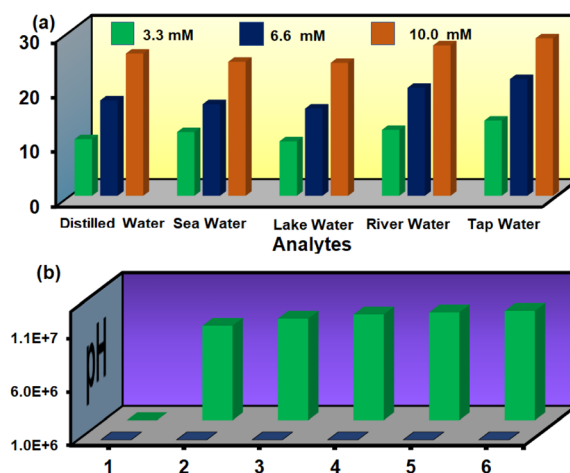 (a)
3.3 mM 6.6 mM 10.0 mM
30
20
10
0
Distilled Water Sea Water Lake Water River Water Tap Water
Analytes
(b)
pH
1.1E+7
6.0E+6
1.0E+6
1 2 3 4 5 6